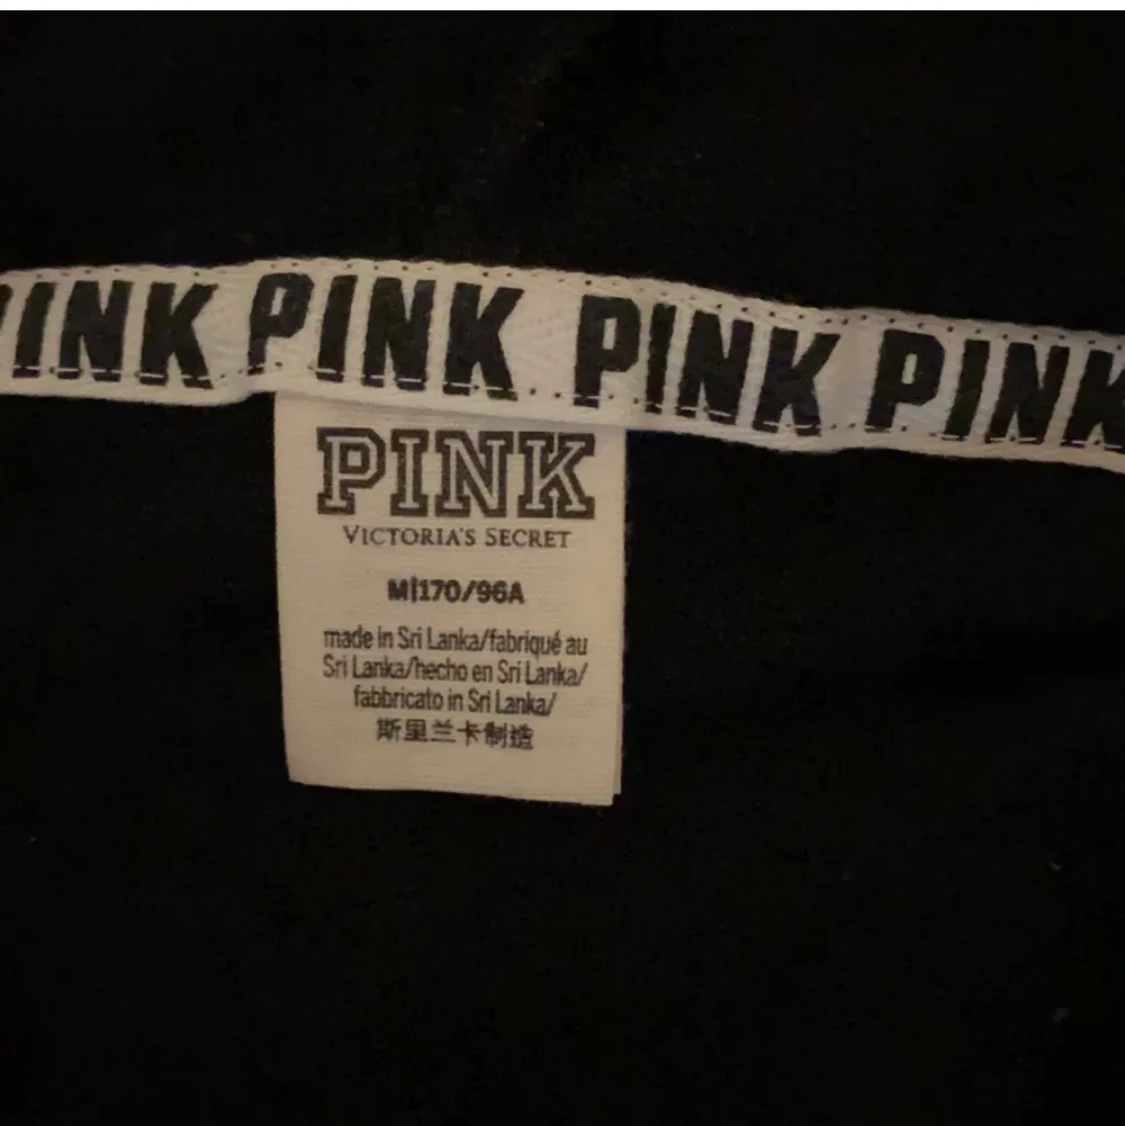 PINK PINK PINK PINK
PINK
VICTORIA'S SECRET
M|170/96A
made in Sri Lanka/fabriqué au
Sri Lanka/hecho en Sri Lanka/
fabbricato in Sri Lanka/
斯里兰卡制造